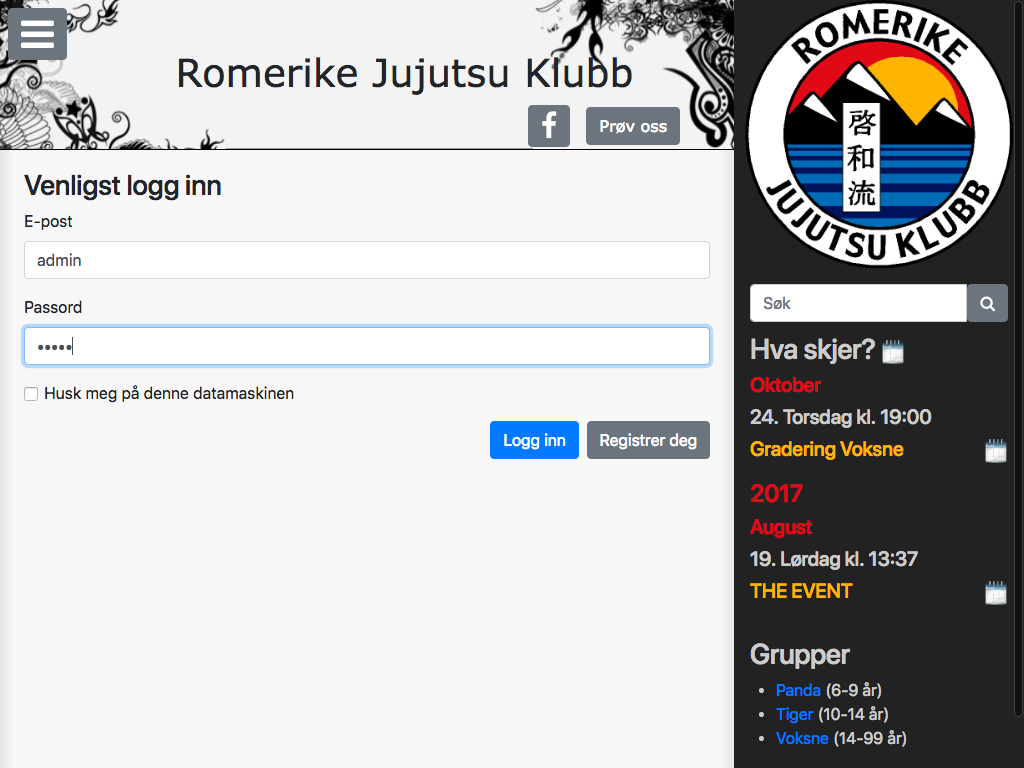 Romerike Jujutsu Klubb
Prøv oss
Venligst logg inn
E-post
admin
Passord
•••••
Husk meg på denne datamaskinen
Logg inn
Registrer deg
ROMERIKE
啓和流
JUJUTSU KLUBB
Søk
Hva skjer?
Oktober
24. Torsdag kl. 19:00
Gradering Voksne
2017
August
19. Lørdag kl. 13:37
THE EVENT
Grupper
• Panda (6-9 år)
• Tiger (10-14 år)
• Voksne (14-99 år)